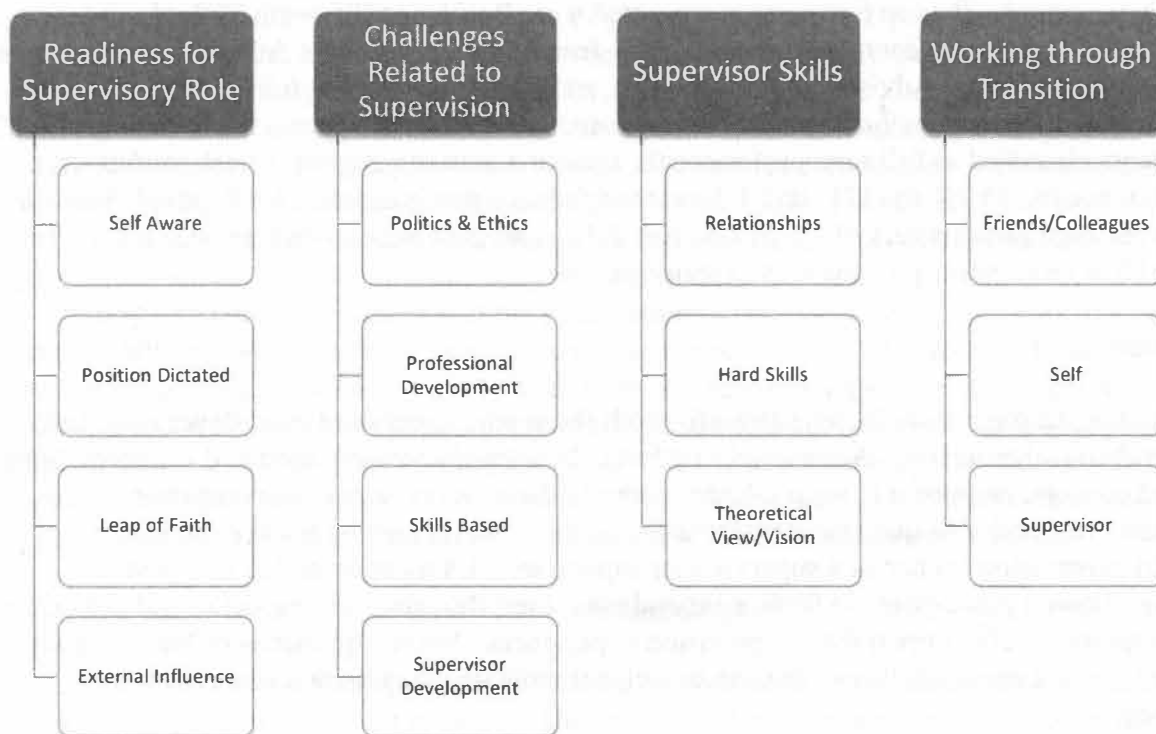 Readiness for
Supervisory Role
Self Aware
Position Dictated
Leap of Faith
External Influence
Challenges
Related to
Supervision
Politics & Ethics
Professional
Development
Skills Based
Supervisor
Development
Supervisor Skills
Relationships
Hard Skills
Theoretical
View/Vision
Working through
Transition
Friends/Colleagues
Self
Supervisor